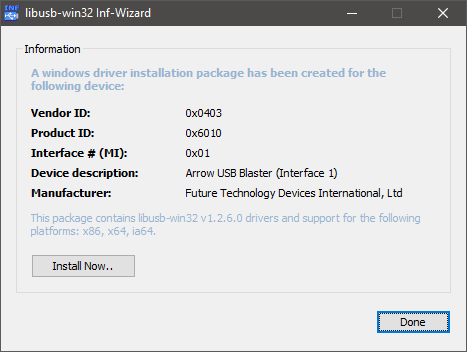 libusb-win32 Inf-Wizard
Information
A windows driver installation package has been created for the
following device:
Vendor ID: 0x0403
Product ID: 0x6010
Interface # (MI): 0x01
Device description: Arrow USB Blaster (Interface 1)
Manufacturer: Future Technology Devices International, Ltd
This package contains libusb-win32 v1.2.6.0 drivers and support for the following
platforms: x86, x64, ia64.
Install Now..
Done